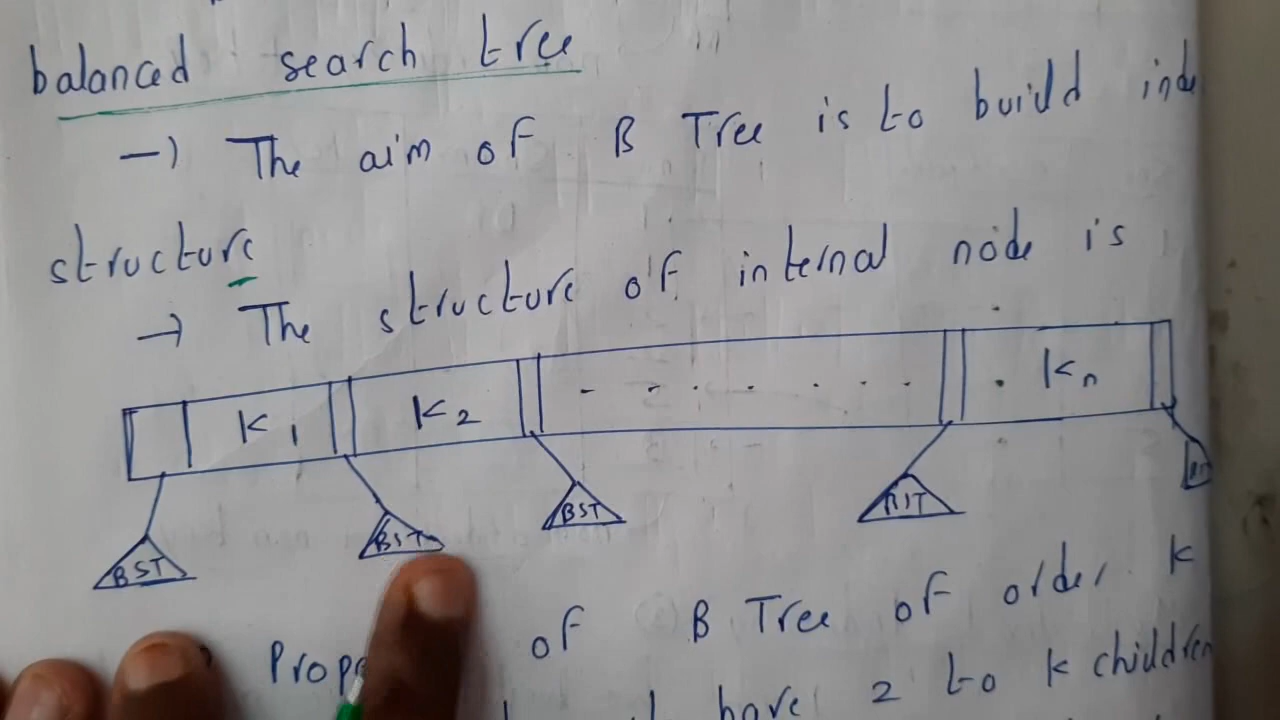 balanced search tree
→ The aim of B Tree is to build inde
structure
→ The structure of internal node is
K1 K2 - - . . . . . . Kn
BST BST BST BST
of B Tree of order K
have 2 to K children